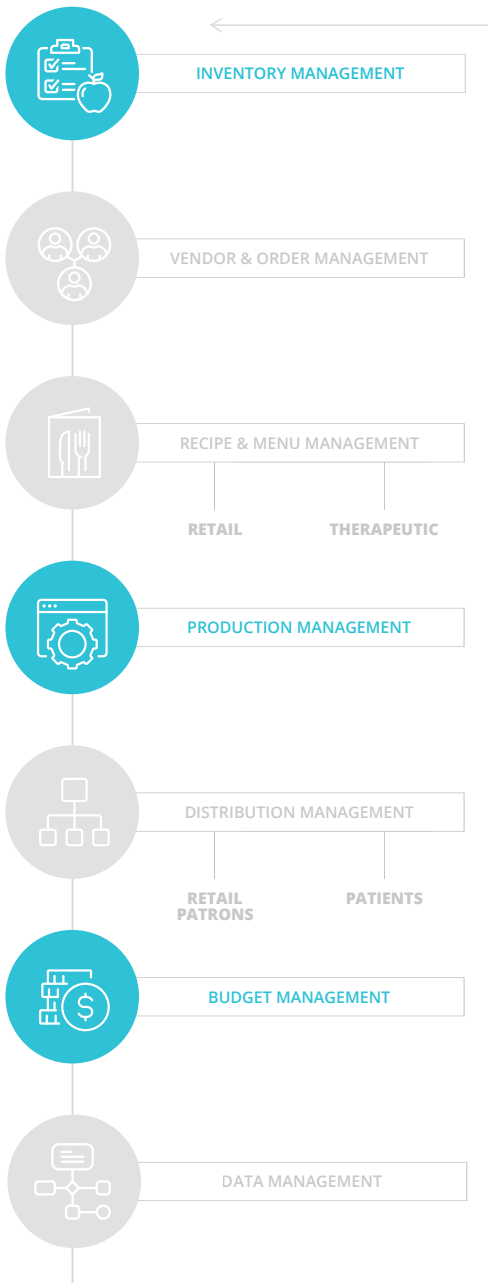 INVENTORY MANAGEMENT
VENDOR & ORDER MANAGEMENT
RECIPE & MENU MANAGEMENT
RETAIL
THERAPEUTIC
PRODUCTION MANAGEMENT
DISTRIBUTION MANAGEMENT
RETAIL
PATRONS
PATIENTS
$
BUDGET MANAGEMENT
DATA MANAGEMENT